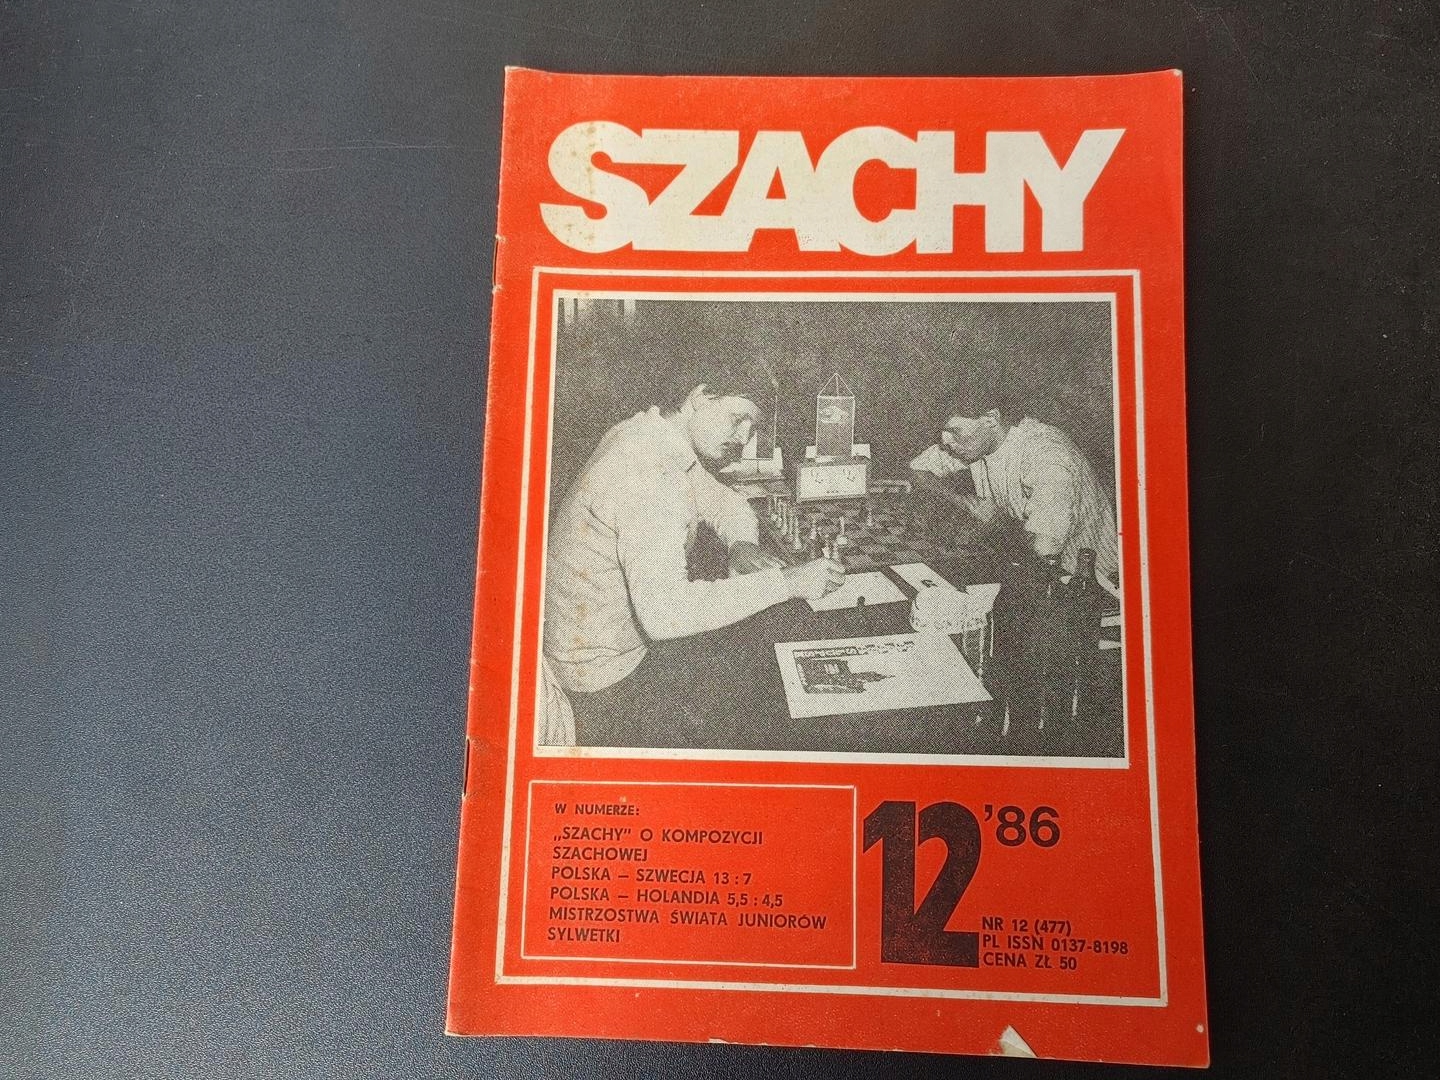 SZACHY
W NUMERZE:
„SZACHY" O KOMPOZYCJI
SZACHOWEJ
POLSKA — SZWECJA 13 : 7
POLSKA — HOLANDIA 5,5 : 4,5
MISTRZOSTWA ŚWIATA JUNIORÓW
SYLWETKI
12 '86
NR 12 (477)
PL ISSN 0137-8198
CENA ZŁ 50